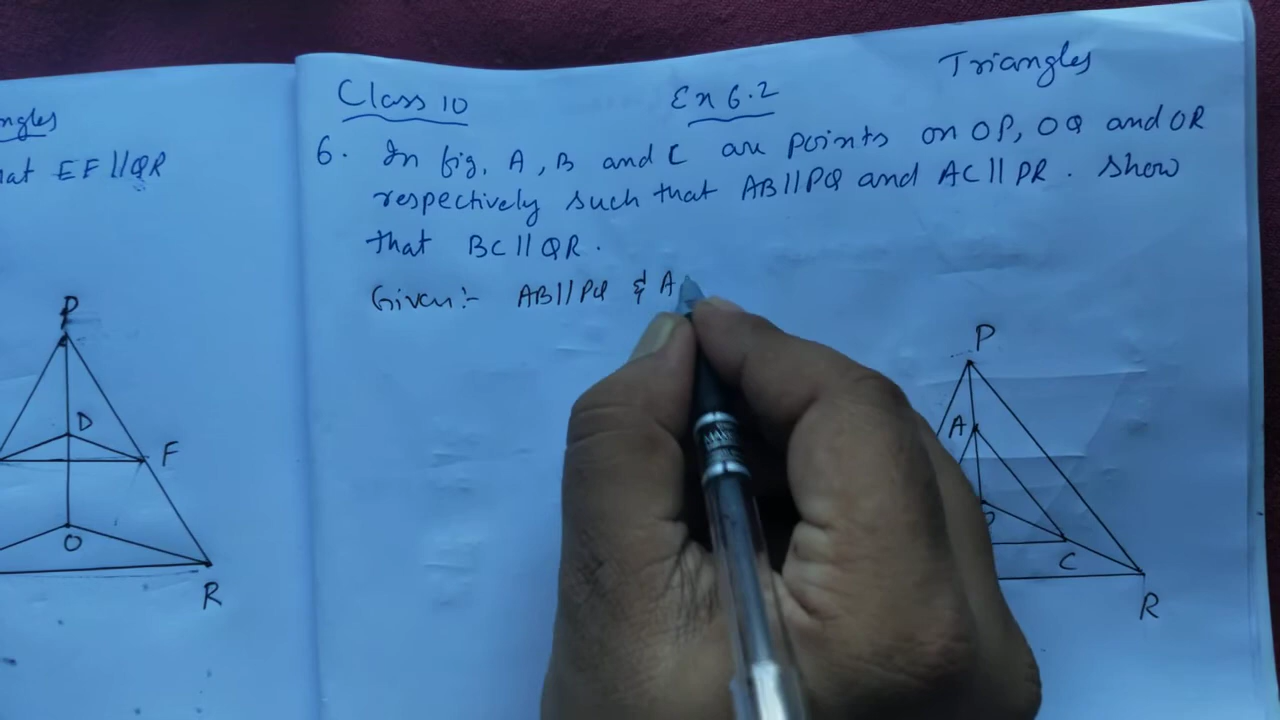 ngles
hat EF//QR
P
D
F
O
R
Class 10
Ex 6.2
Triangles
6. In fig, A, B and C are points on OP, OQ and OR
respectively such that AB//PQ and AC//PR. Show
that BC//QR.
Given:- AB//PQ & A
P
A
C
R